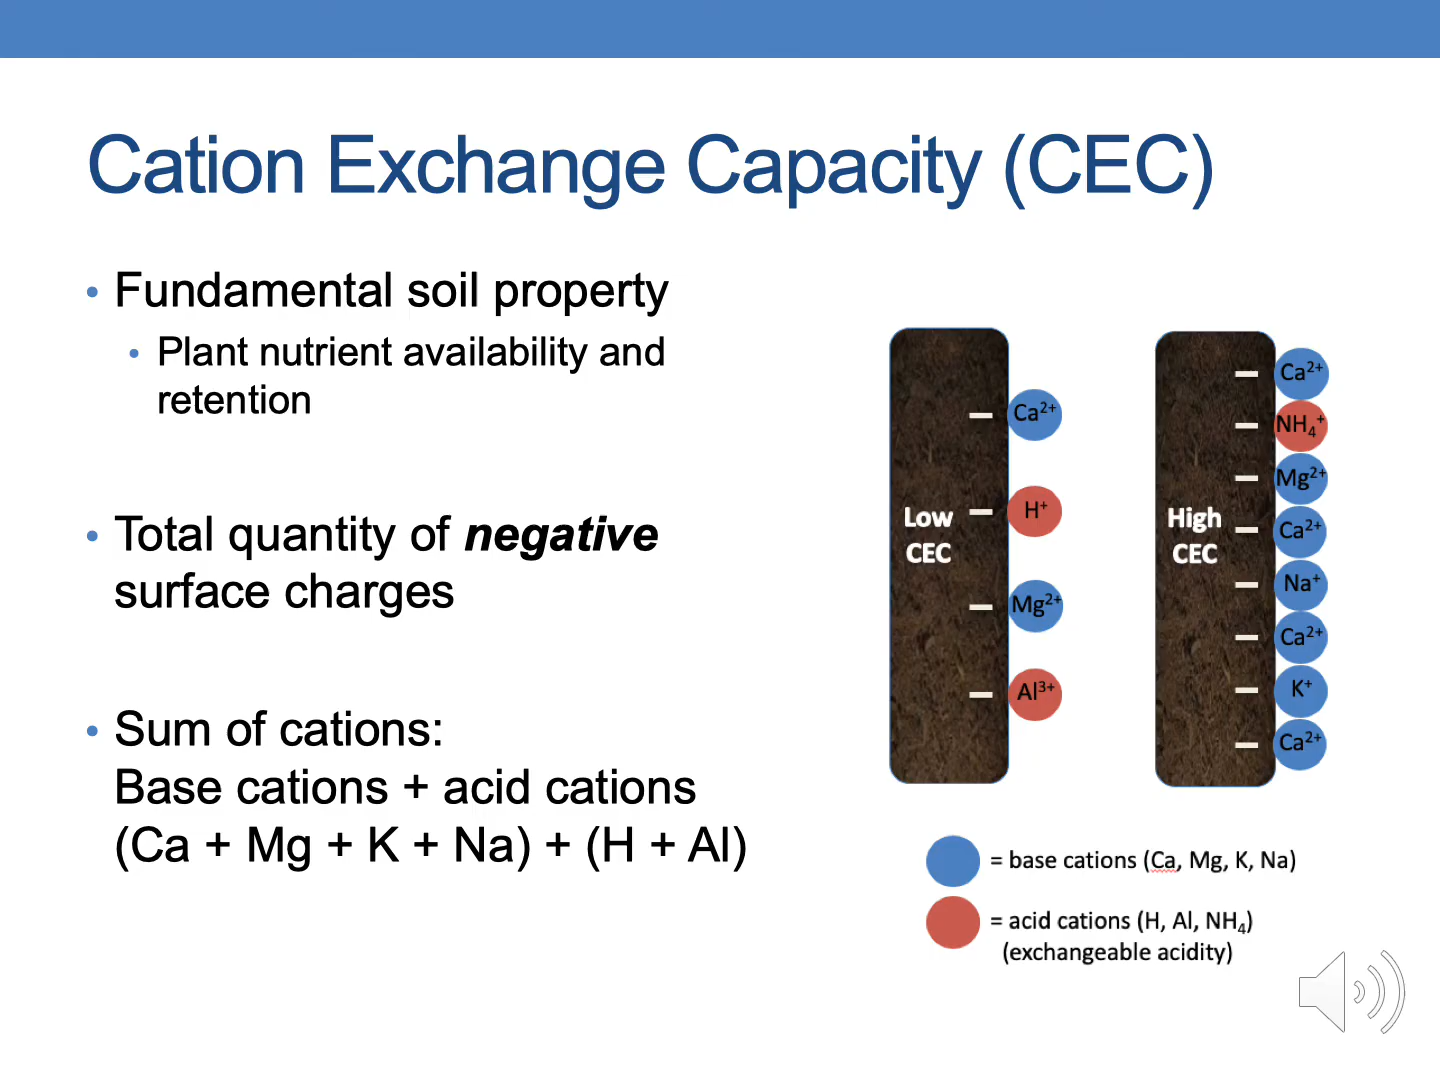 Cation Exchange Capacity (CEC)
• Fundamental soil property
• Plant nutrient availability and
retention
• Total quantity of negative
surface charges
• Sum of cations:
Base cations + acid cations
(Ca + Mg + K + Na) + (H + Al)
Low
CEC
Ca²⁺
H⁺
Mg²⁺
Al³⁺
High
CEC
Ca²⁺
NH₄⁺
Mg²⁺
Ca²⁺
Na⁺
Ca²⁺
K⁺
Ca²⁺
= base cations (Ca, Mg, K, Na)
= acid cations (H, Al, NH₄)
(exchangeable acidity)